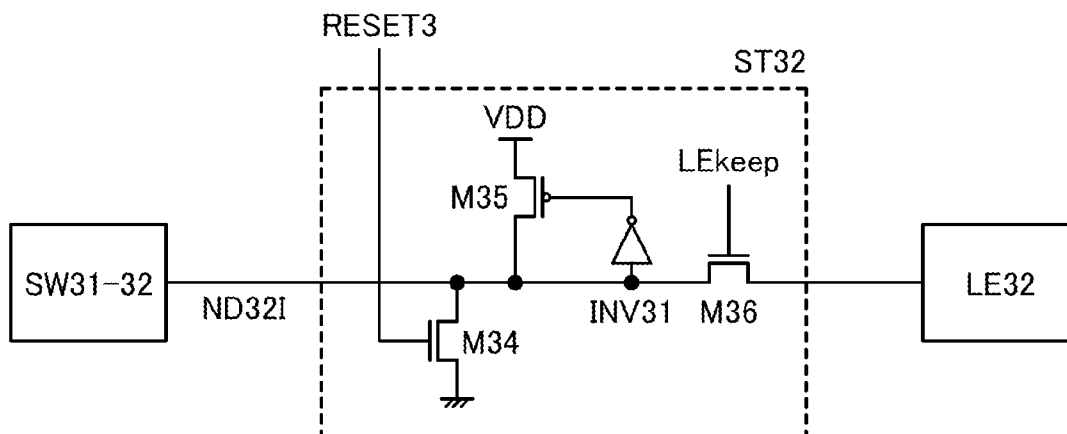 RESET3
ST32
VDD
LEkeep
M35
SW31-32
ND32I
INV31
M36
LE32
M34